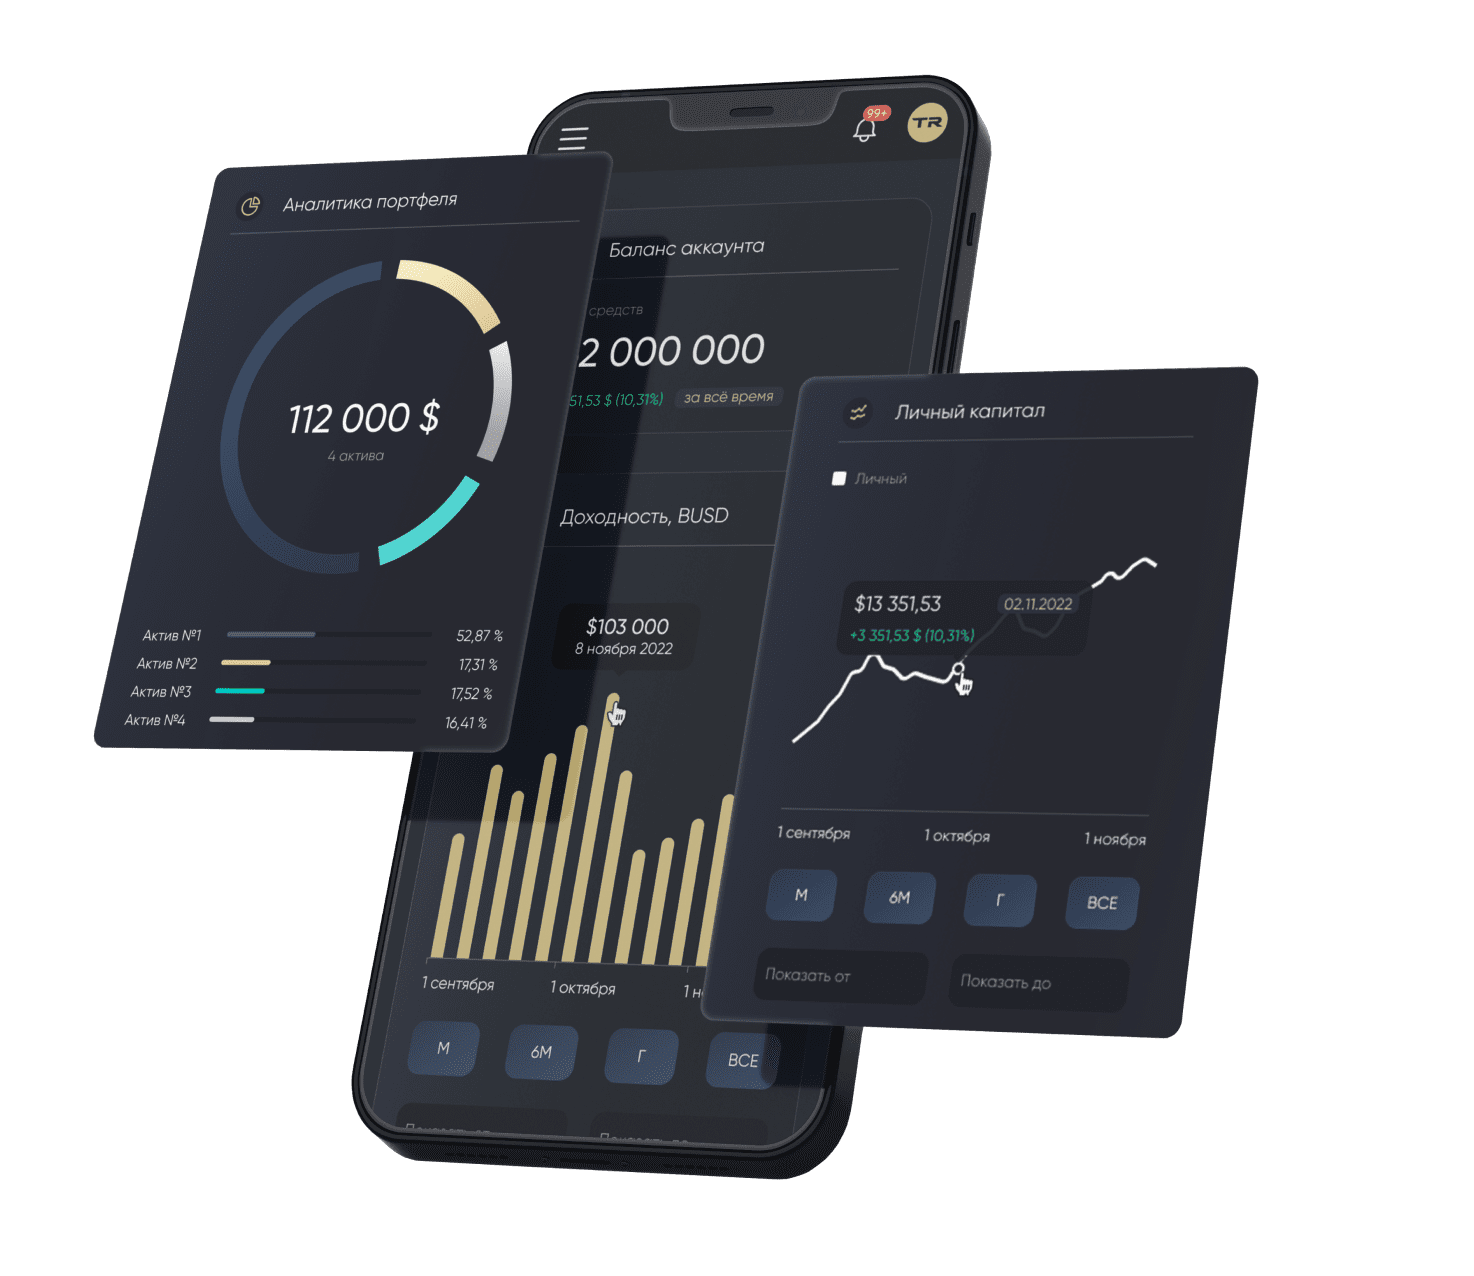 99+
TR
Аналитика портфеля
112 000 $
4 актива
Актив №1 52,87 %
Актив №2 17,31 %
Актив №3 17,52 %
Актив №4 16,41 %
Баланс аккаунта
средств
2 000 000
51,53 $ (10,31%) за всё время
Доходность, BUSD
$103 000
8 ноября 2022
1 сентября 1 октября 1
М 6М Г ВСЕ
Показать от Показать до
Личный капитал
Личный
$13 351,53 02.11.2022
+3 351,53 $ (10,31%)
1 сентября 1 октября 1 ноября
М 6М Г ВСЕ
Показать от Показать до